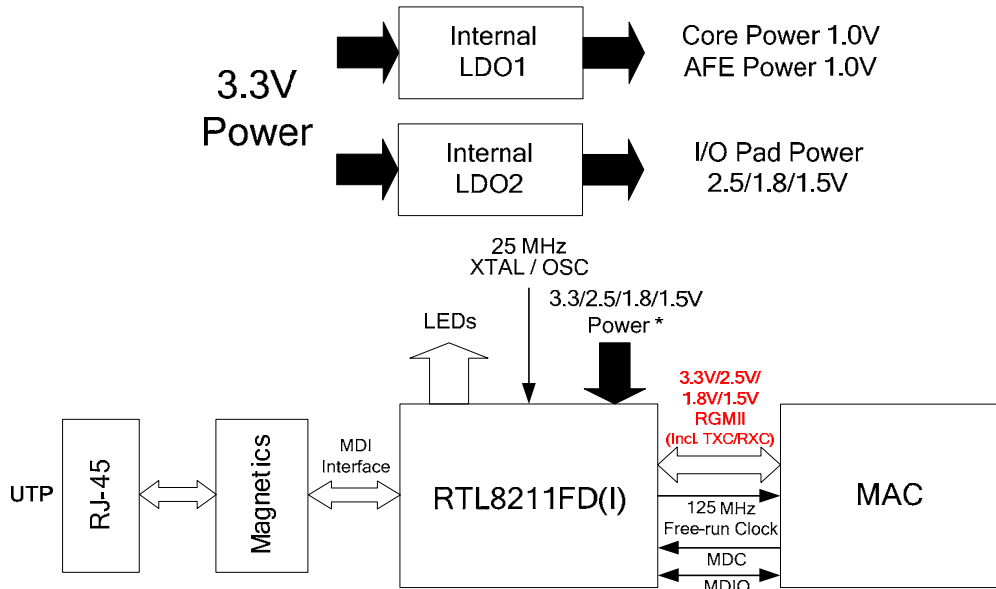 3.3V
Power
Internal
LDO1
Core Power 1.0V
AFE Power 1.0V
Internal
LDO2
I/O Pad Power
2.5/1.8/1.5V
25 MHz
XTAL / OSC
3.3/2.5/1.8/1.5V
Power *
LEDs
3.3V/2.5V/
1.8V/1.5V
RGMII
(Incl. TXC/RXC)
UTP
RJ-45
Magnetics
MDI
Interface
RTL8211FD(I)
125 MHz
Free-run Clock
MDC
MDIO
MAC